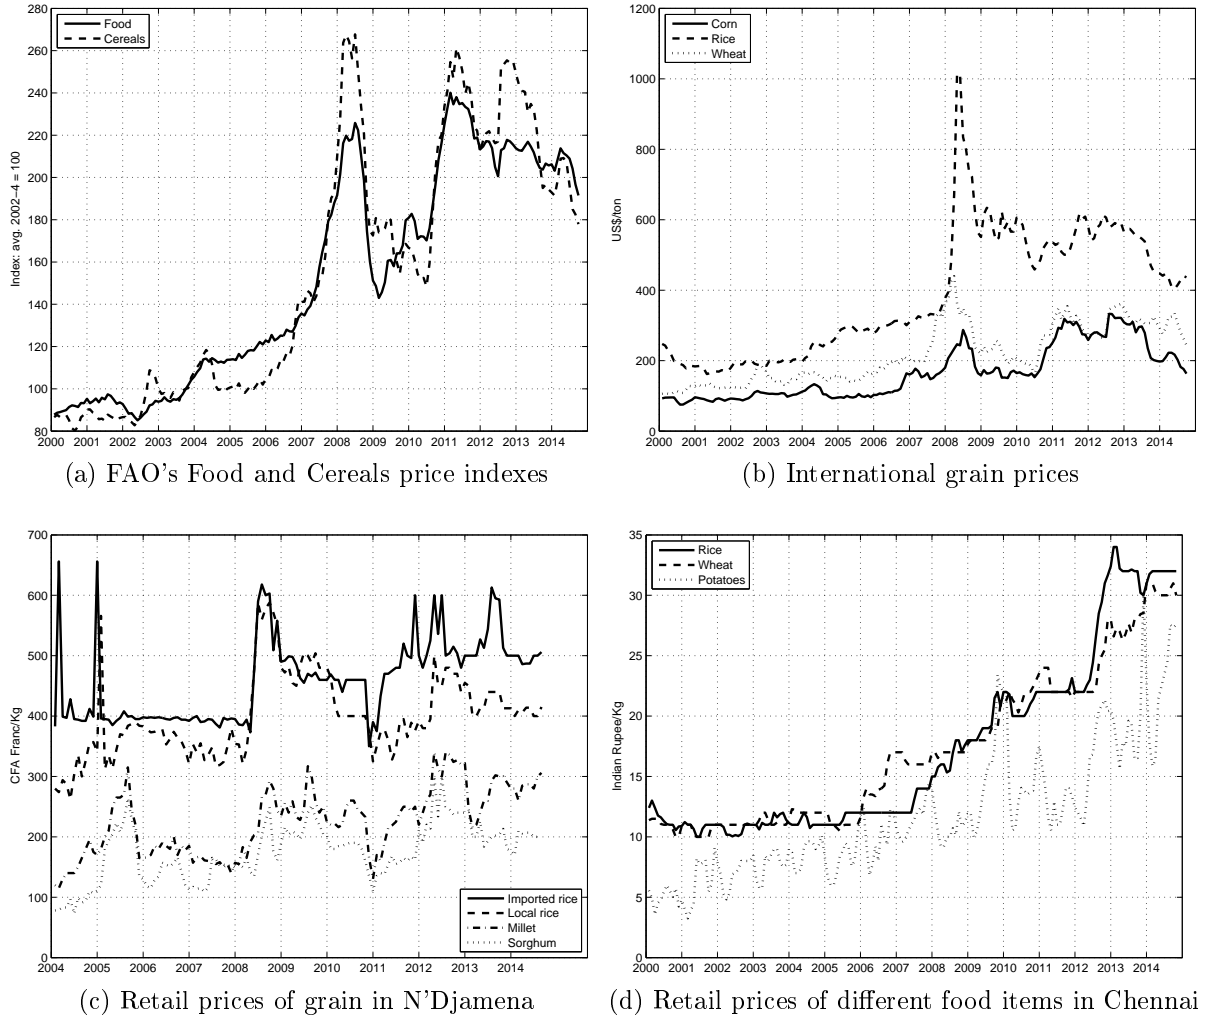 280
260
240
220
200
180
160
140
120
100
80
Index: avg. 2002−4 = 100
Food
Cereals
2000 2001 2002 2003 2004 2005 2006 2007 2008 2009 2010 2011 2012 2013 2014
(a) FAO's Food and Cereals price indexes
1200
1000
800
600
400
200
0
US$/ton
Corn
Rice
Wheat
2000 2001 2002 2003 2004 2005 2006 2007 2008 2009 2010 2011 2012 2013 2014
(b) International grain prices
700
600
500
400
300
200
100
0
CFA Franc/Kg
Imported rice
Local rice
Millet
Sorghum
2004 2005 2006 2007 2008 2009 2010 2011 2012 2013 2014
(c) Retail prices of grain in N'Djamena
35
30
25
20
15
10
5
0
Indian Rupee/Kg
Rice
Wheat
Potatoes
2000 2001 2002 2003 2004 2005 2006 2007 2008 2009 2010 2011 2012 2013 2014
(d) Retail prices of different food items in Chennai